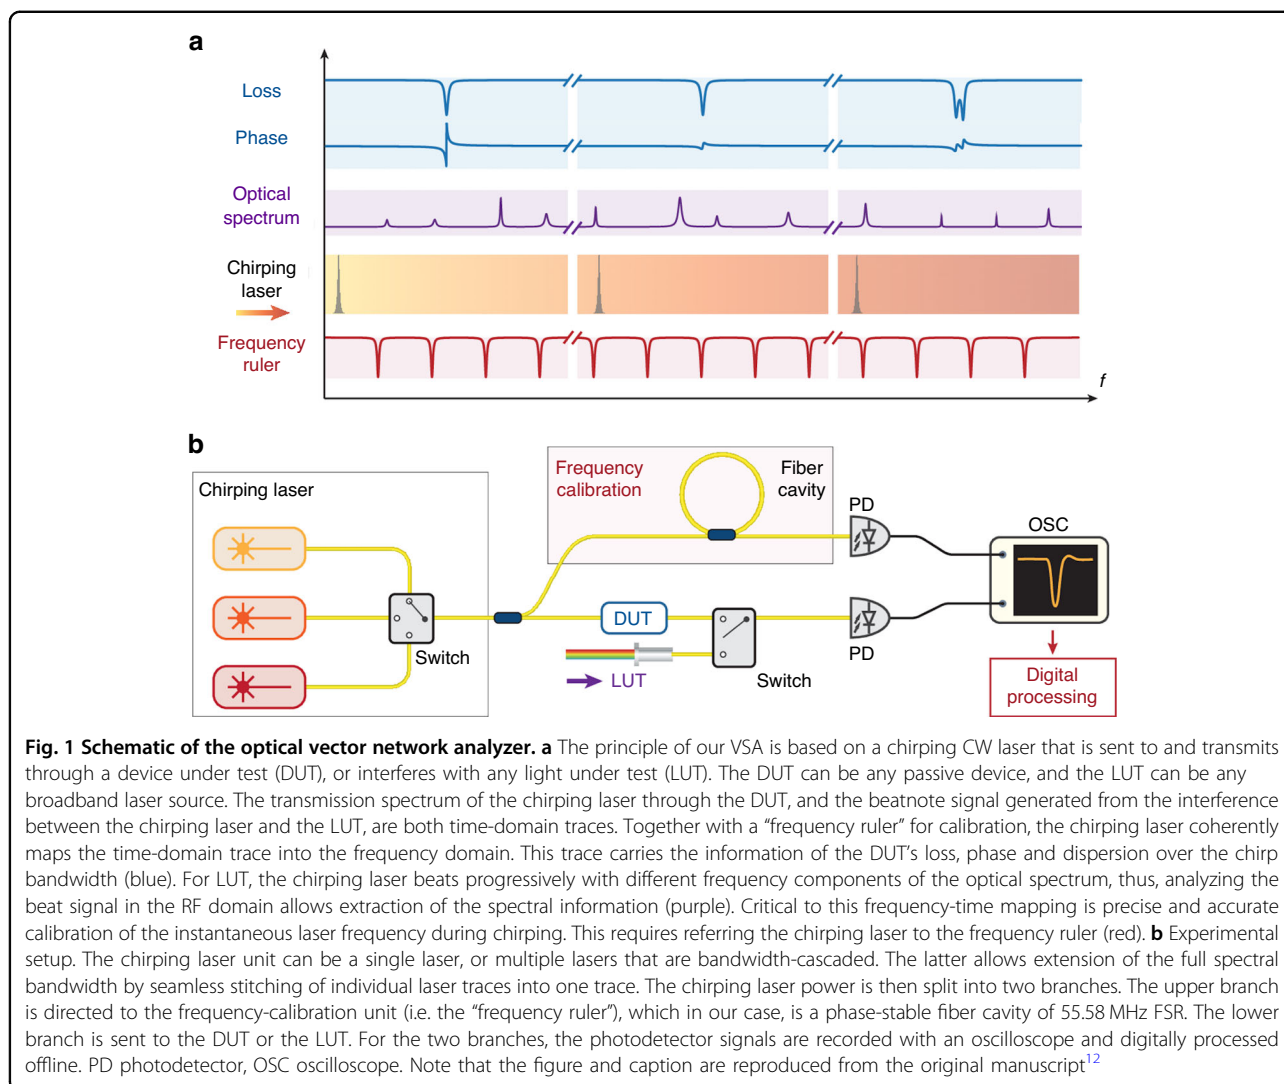 a
Loss
Phase
Optical
spectrum
Chirping
laser
Frequency
ruler
f
b
Chirping laser
Frequency
calibration
Fiber
cavity
PD
OSC
Switch
DUT
LUT
Switch
PD
Digital
processing
Fig. 1 Schematic of the optical vector network analyzer. a The principle of our VSA is based on a chirping CW laser that is sent to and transmits
through a device under test (DUT), or interferes with any light under test (LUT). The DUT can be any passive device, and the LUT can be any
broadband laser source. The transmission spectrum of the chirping laser through the DUT, and the beatnote signal generated from the interference
between the chirping laser and the LUT, are both time-domain traces. Together with a “frequency ruler” for calibration, the chirping laser coherently
maps the time-domain trace into the frequency domain. This trace carries the information of the DUT’s loss, phase and dispersion over the chirp
bandwidth (blue). For LUT, the chirping laser beats progressively with different frequency components of the optical spectrum, thus, analyzing the
beat signal in the RF domain allows extraction of the spectral information (purple). Critical to this frequency-time mapping is precise and accurate
calibration of the instantaneous laser frequency during chirping. This requires referring the chirping laser to the frequency ruler (red). b Experimental
setup. The chirping laser unit can be a single laser, or multiple lasers that are bandwidth-cascaded. The latter allows extension of the full spectral
bandwidth by seamless stitching of individual laser traces into one trace. The chirping laser power is then split into two branches. The upper branch
is directed to the frequency-calibration unit (i.e. the “frequency ruler”), which in our case, is a phase-stable fiber cavity of 55.58 MHz FSR. The lower
branch is sent to the DUT or the LUT. For the two branches, the photodetector signals are recorded with an oscilloscope and digitally processed
offline. PD photodetector, OSC oscilloscope. Note that the figure and caption are reproduced from the original manuscript12